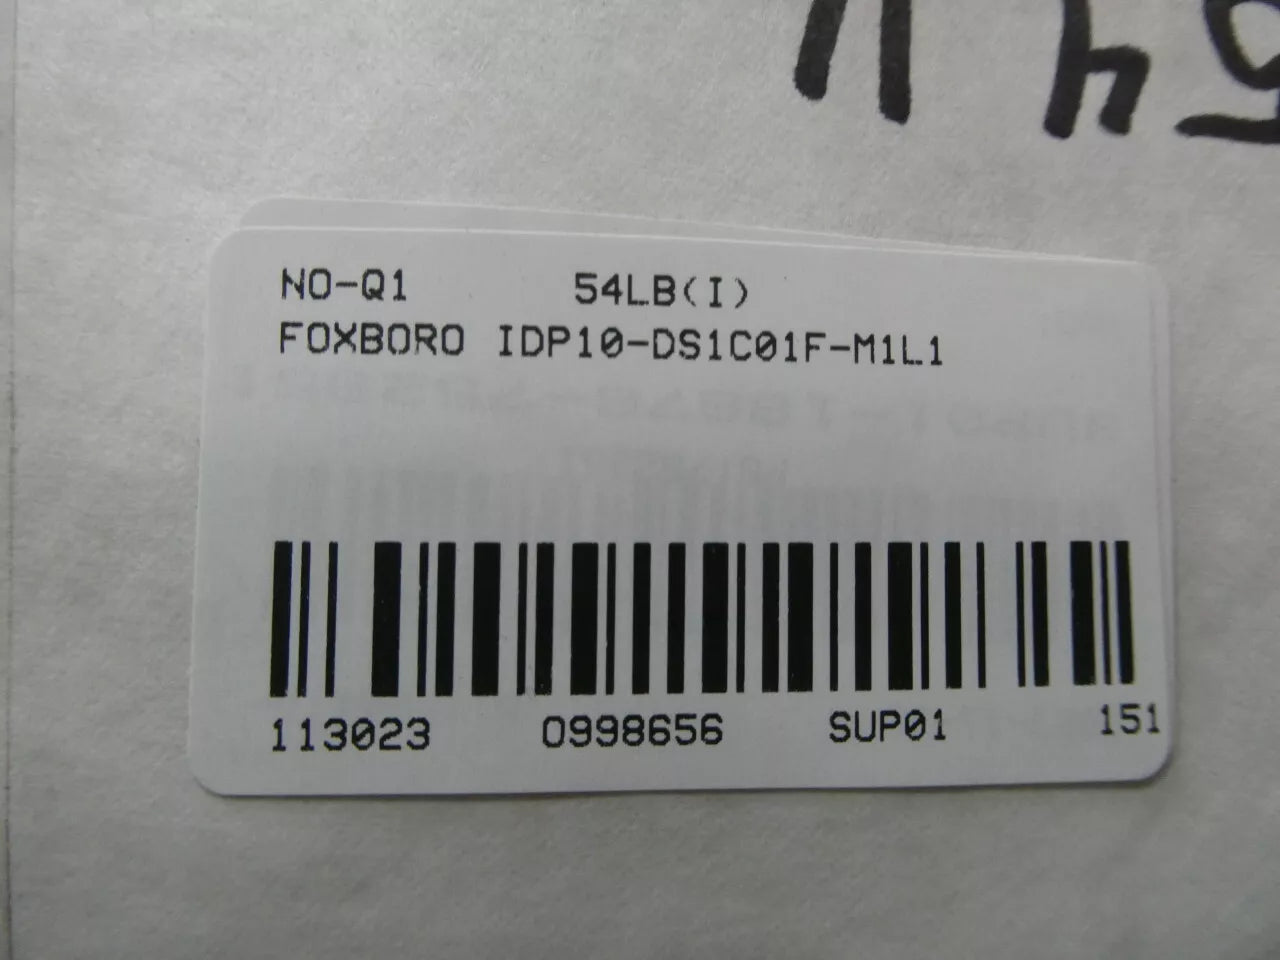 NO-Q1 54LB(I)
FOXBORO IDP10-DS1C01F-M1L1
113023 0998656 SUP01 151